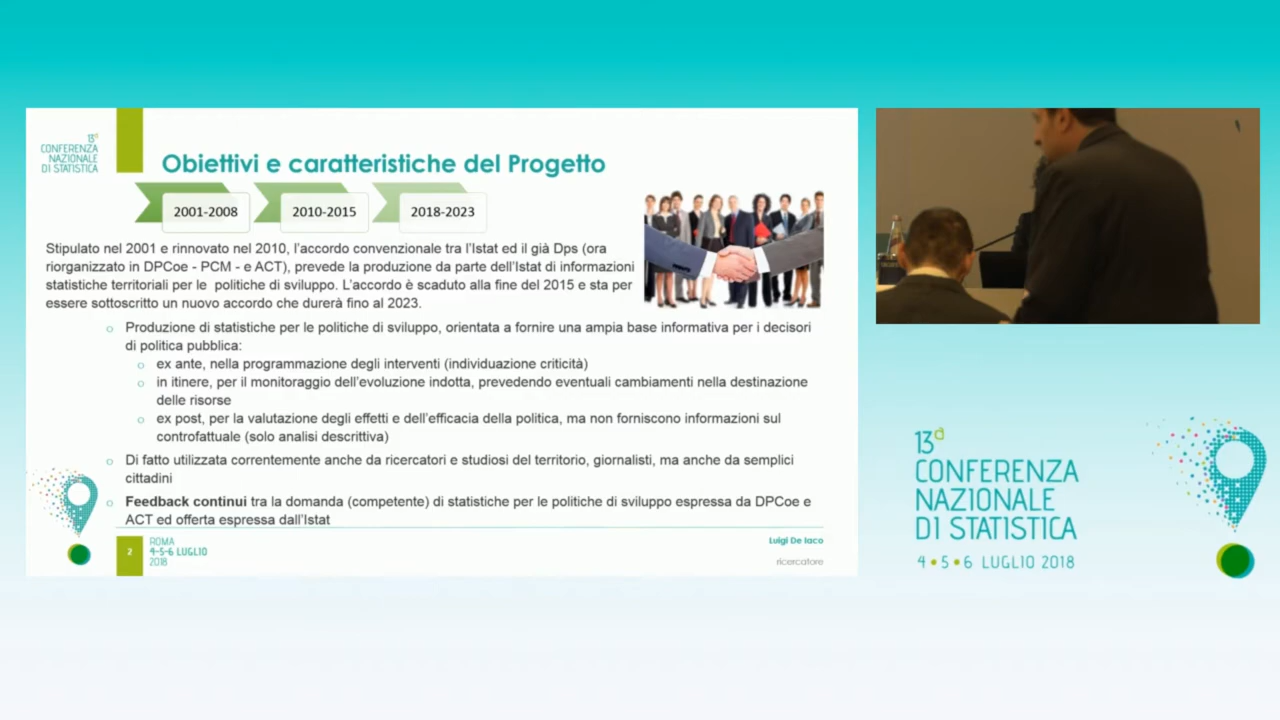 13ª
CONFERENZA
NAZIONALE
DI STATISTICA
Obiettivi e caratteristiche del Progetto
2001-2008
2010-2015
2018-2023
Stipulato nel 2001 e rinnovato nel 2010, l'accordo convenzionale tra l'Istat ed il già Dps (ora
riorganizzato in DPCoe - PCM - e ACT), prevede la produzione da parte dell'Istat di informazioni
statistiche territoriali per le politiche di sviluppo. L'accordo è scaduto alla fine del 2015 e sta per
essere sottoscritto un nuovo accordo che durerà fino al 2023.
o Produzione di statistiche per le politiche di sviluppo, orientata a fornire una ampia base informativa per i decisori
di politica pubblica:
o ex ante, nella programmazione degli interventi (individuazione criticità)
o in itinere, per il monitoraggio dell'evoluzione indotta, prevedendo eventuali cambiamenti nella destinazione
delle risorse
o ex post, per la valutazione degli effetti e dell'efficacia della politica, ma non forniscono informazioni sul
controfattuale (solo analisi descrittiva)
o Di fatto utilizzata correntemente anche da ricercatori e studiosi del territorio, giornalisti, ma anche da semplici
cittadini
o Feedback continui tra la domanda (competente) di statistiche per le politiche di sviluppo espressa da DPCoe e
ACT ed offerta espressa dall'Istat
2
ROMA
4-5-6 LUGLIO
2018
Luigi De Iaco
ricercatore
13ª
CONFERENZA
NAZIONALE
DI STATISTICA
4 • 5 • 6 LUGLIO 2018